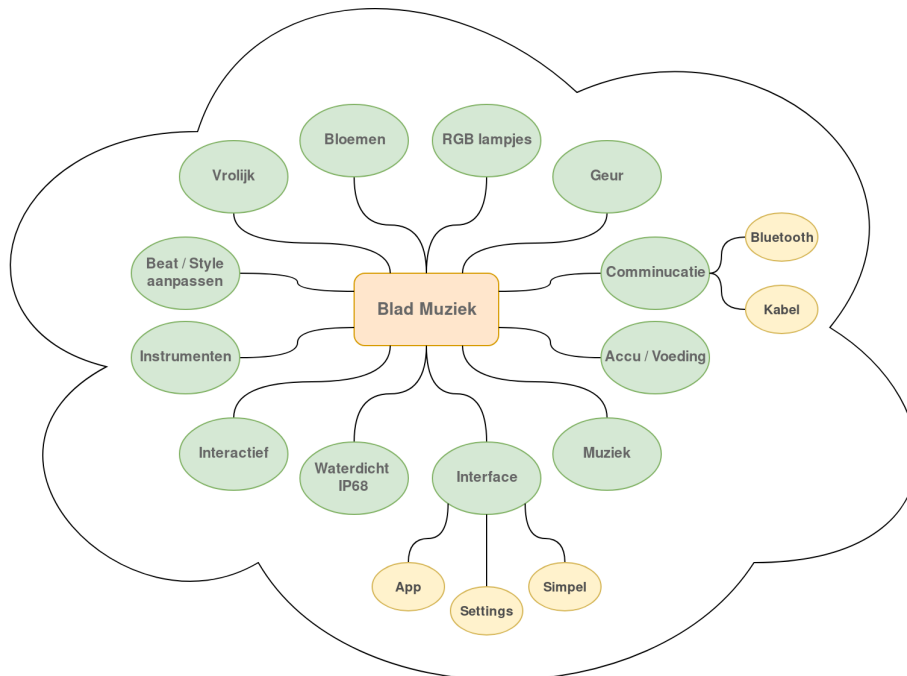 Bloemen
RGB lampjes
Vrolijk
Geur
Bluetooth
Beat / Style
aanpassen
Comminucatie
Blad Muziek
Kabel
Instrumenten
Accu / Voeding
Interactief
Muziek
Waterdicht
IP68
Interface
App
Simpel
Settings